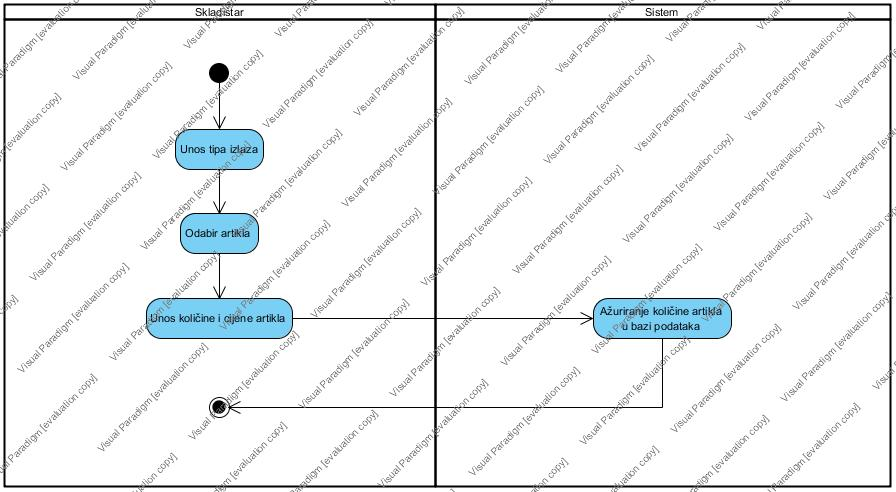 Skladistar
Sistem
Unos tipa izlaza
Odabir artikla
Unos količine i cijene artikla
Ažuriranje količine artikla
u bazi podataka
Visual Paradigm [evaluation copy]